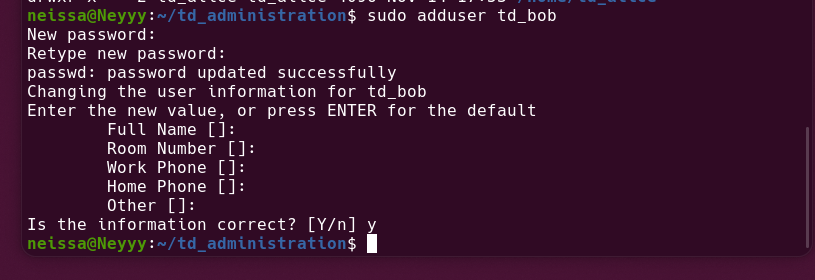 neissa@Neyyy:~/td_administration$ sudo adduser td_bob
New password:
Retype new password:
passwd: password updated successfully
Changing the user information for td_bob
Enter the new value, or press ENTER for the default
        Full Name []:
        Room Number []:
        Work Phone []:
        Home Phone []:
        Other []:
Is the information correct? [Y/n] y
neissa@Neyyy:~/td_administration$